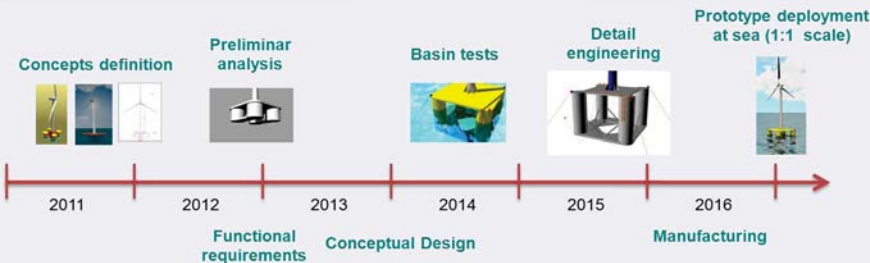 Concepts definition
Preliminar
analysis
Basin tests
Detail
engineering
Prototype deployment
at sea (1:1 scale)
2011
2012
2013
2014
2015
2016
Functional
requirements
Conceptual Design
Manufacturing